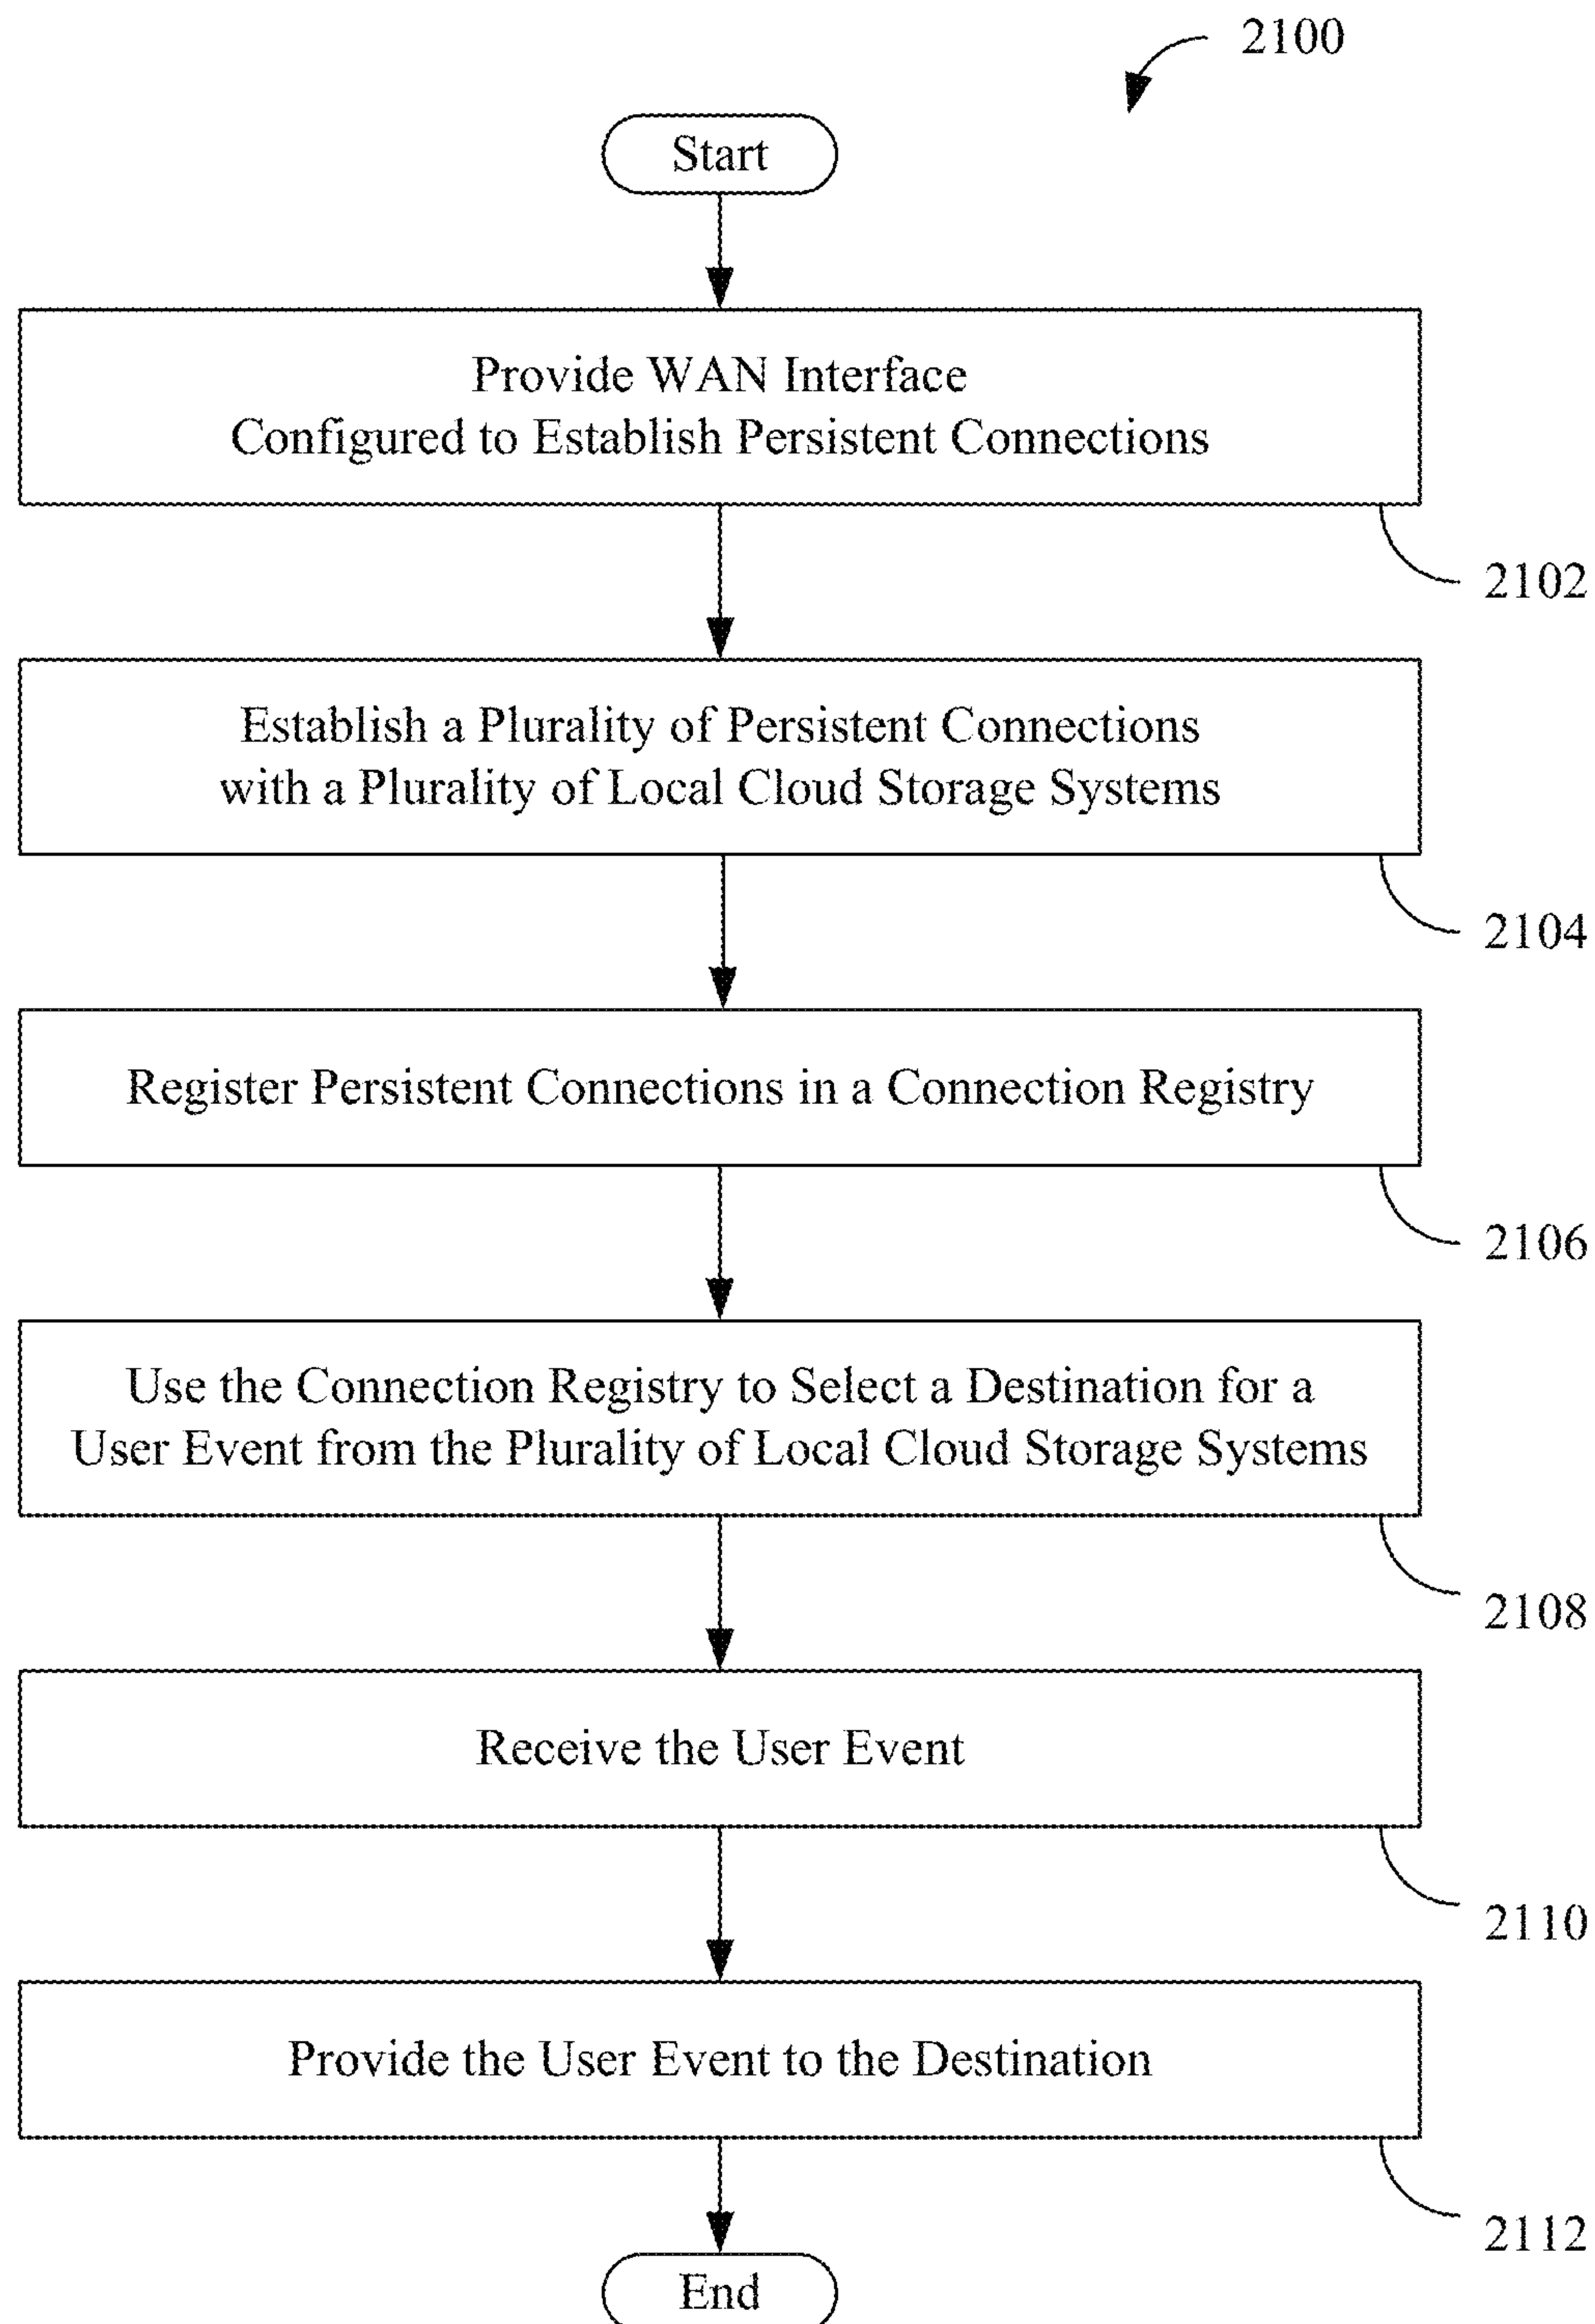 2100
Start
Provide WAN Interface
Configured to Establish Persistent Connections
2102
Establish a Plurality of Persistent Connections
with a Plurality of Local Cloud Storage Systems
2104
Register Persistent Connections in a Connection Registry
2106
Use the Connection Registry to Select a Destination for a
User Event from the Plurality of Local Cloud Storage Systems
2108
Receive the User Event
2110
Provide the User Event to the Destination
2112
End